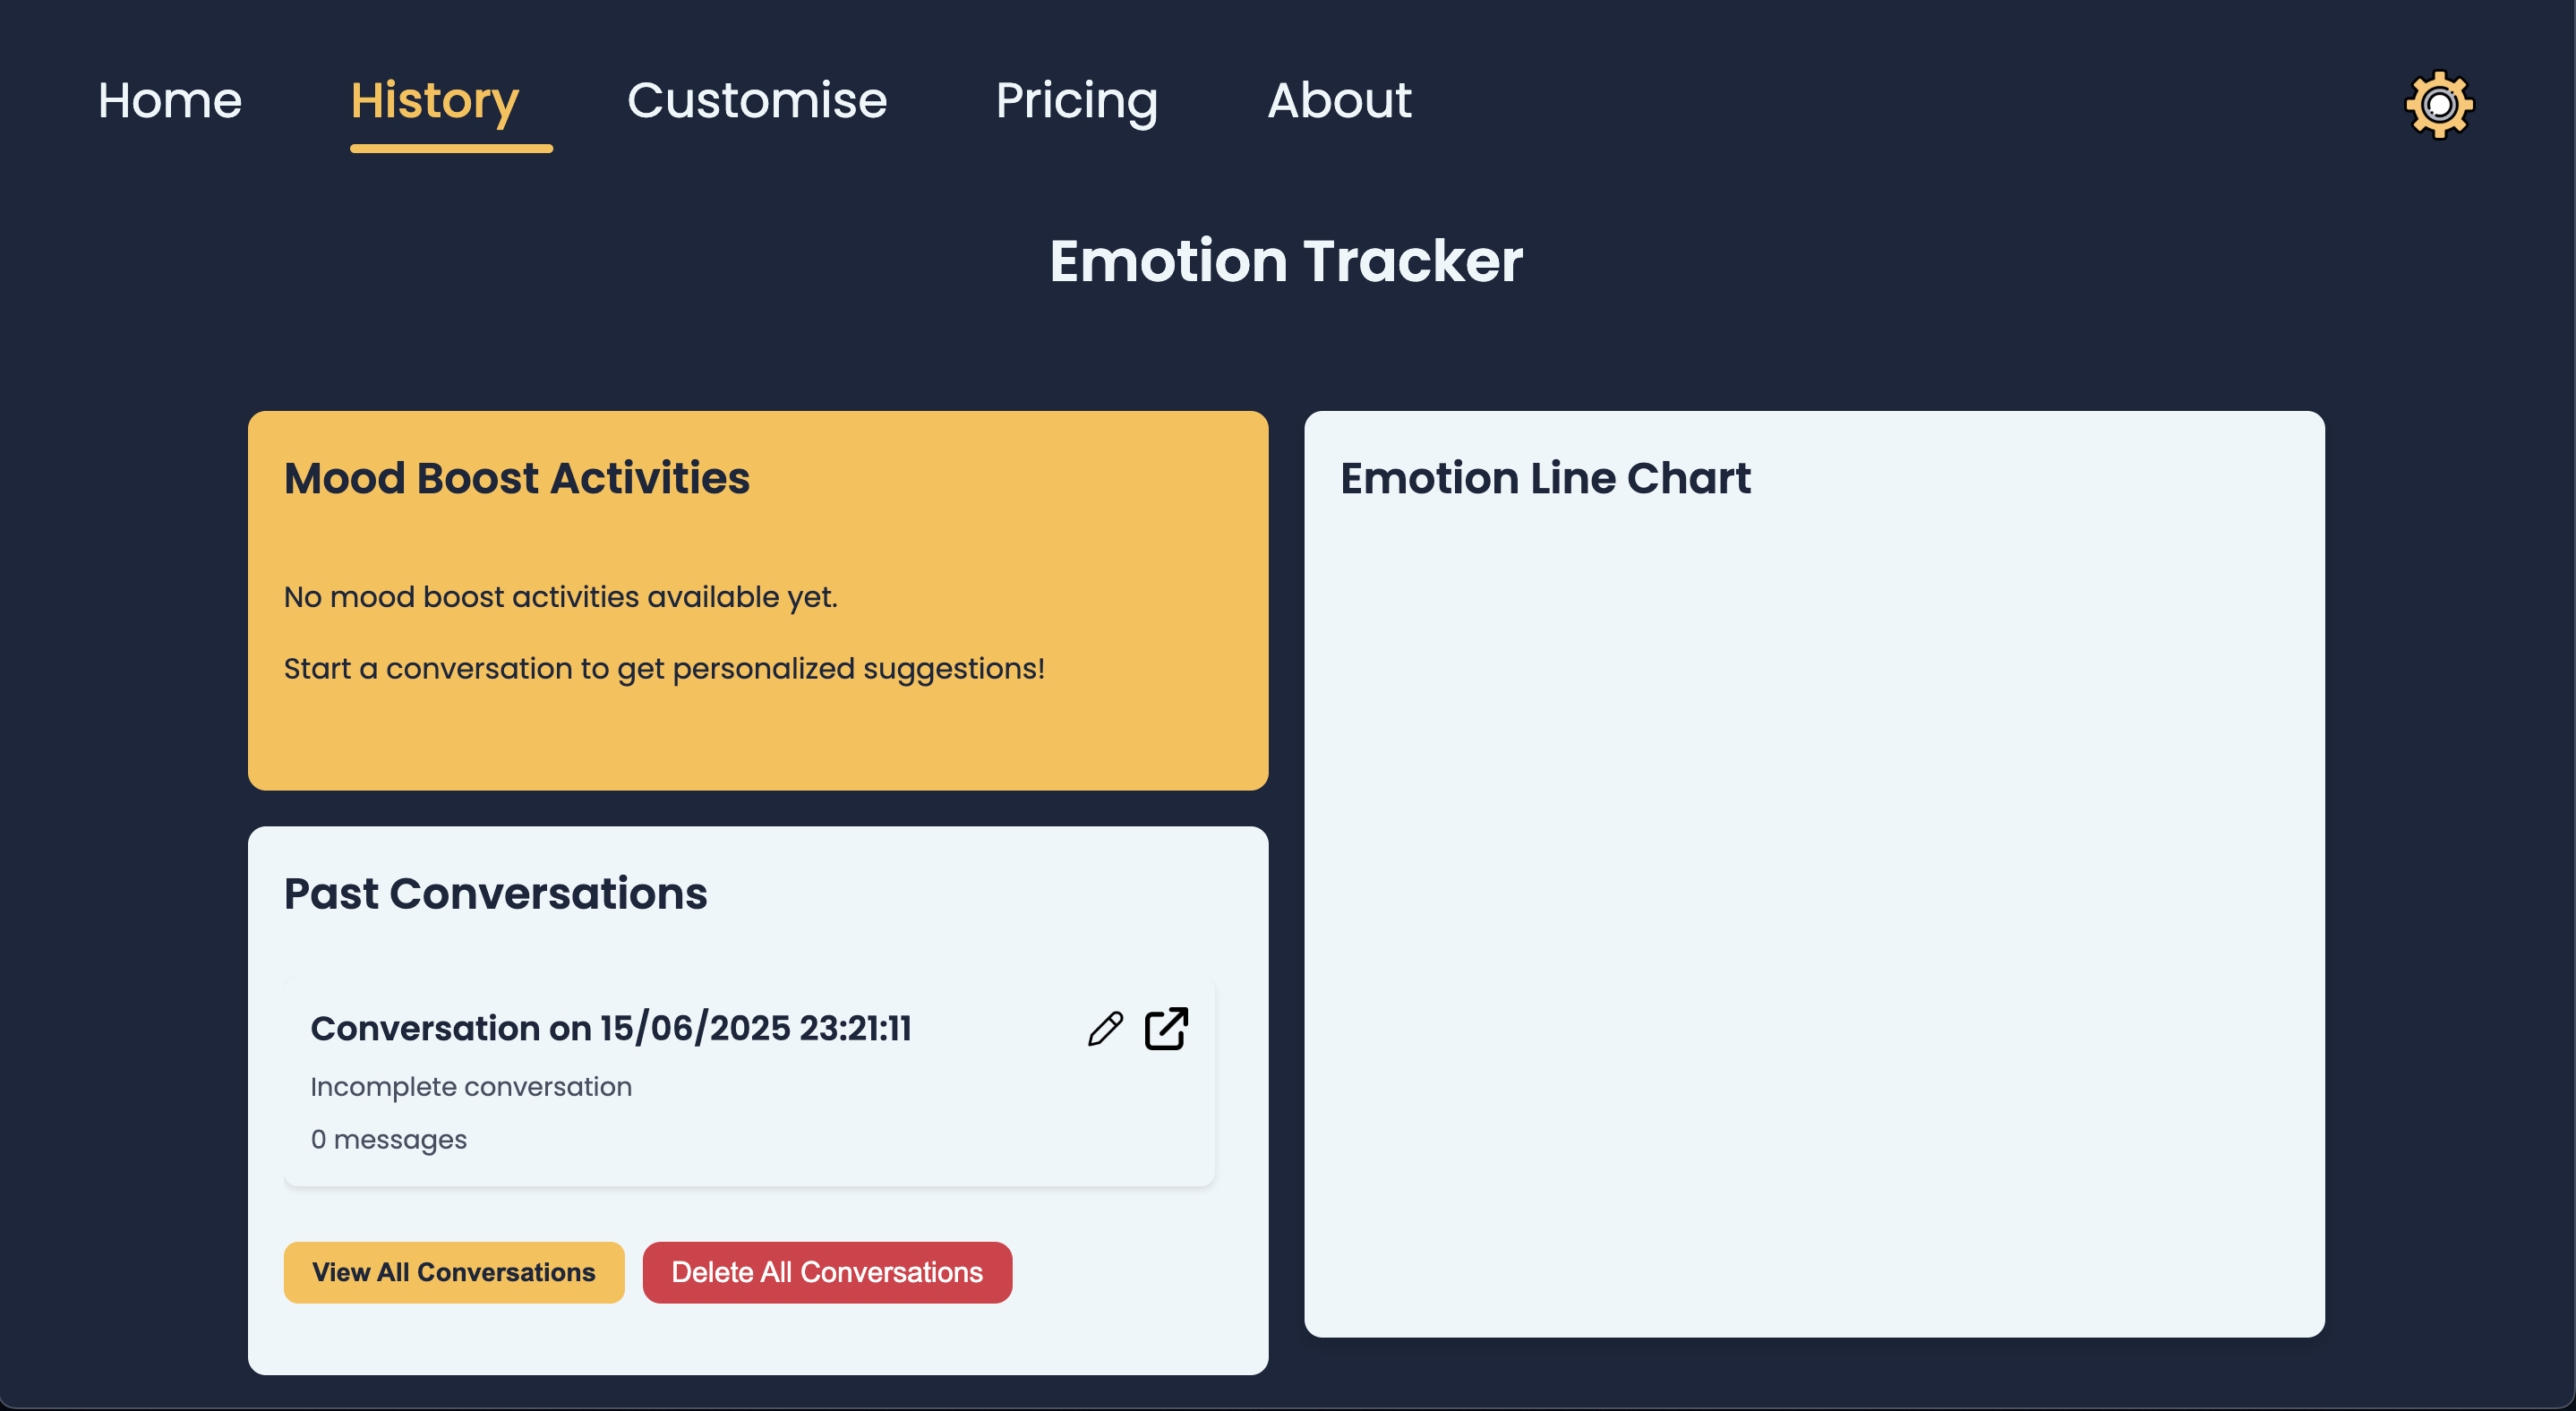 Home
History
Customise
Pricing
About
Emotion Tracker
Mood Boost Activities
No mood boost activities available yet.
Start a conversation to get personalized suggestions!
Emotion Line Chart
Past Conversations
Conversation on 15/06/2025 23:21:11
Incomplete conversation
0 messages
View All Conversations
Delete All Conversations